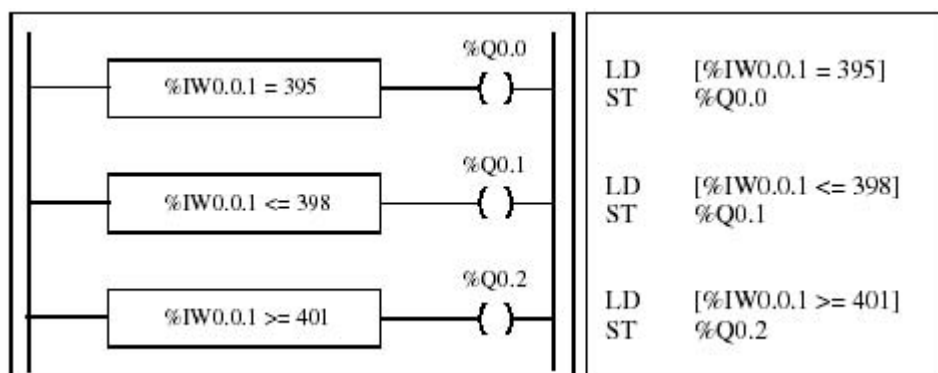 %Q0.0
%IW0.0.1 = 395
( )
%Q0.1
%IW0.0.1 <= 398
( )
%Q0.2
%IW0.0.1 >= 401
( )
LD [%IW0.0.1 = 395]
ST %Q0.0
LD [%IW0.0.1 <= 398]
ST %Q0.1
LD [%IW0.0.1 >= 401]
ST %Q0.2